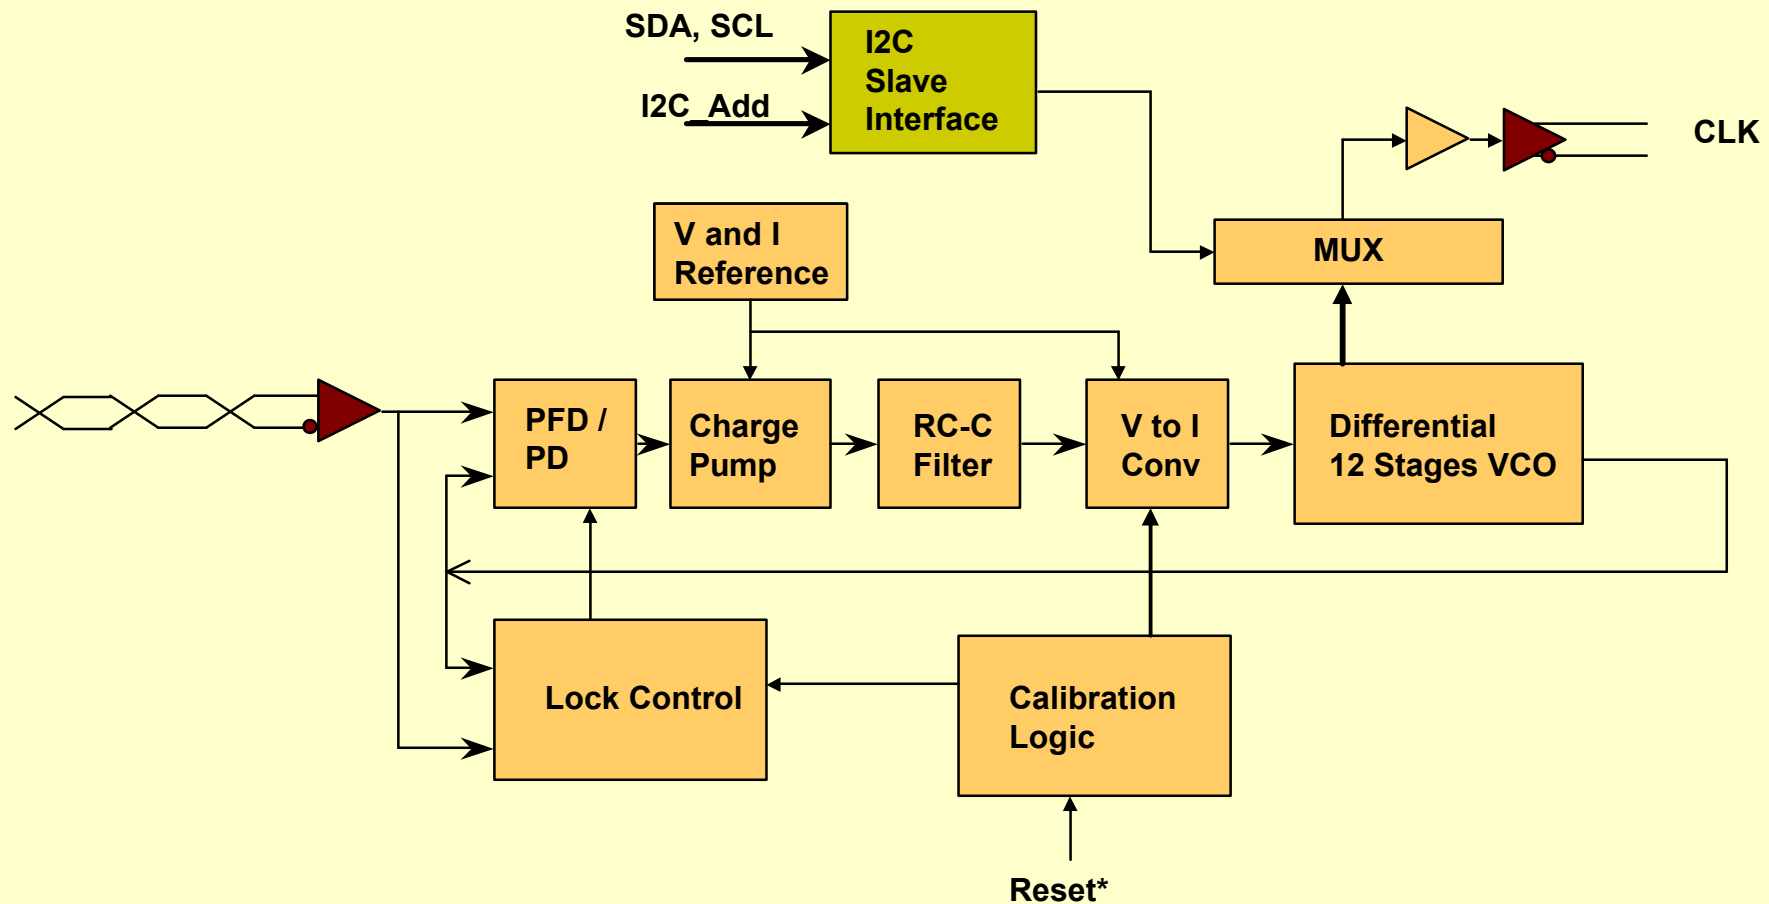 SDA, SCL
I2C_Add
I2C
Slave
Interface
CLK
V and I
Reference
MUX
PFD /
PD
Charge
Pump
RC-C
Filter
V to I
Conv
Differential
12 Stages VCO
Lock Control
Calibration
Logic
Reset*